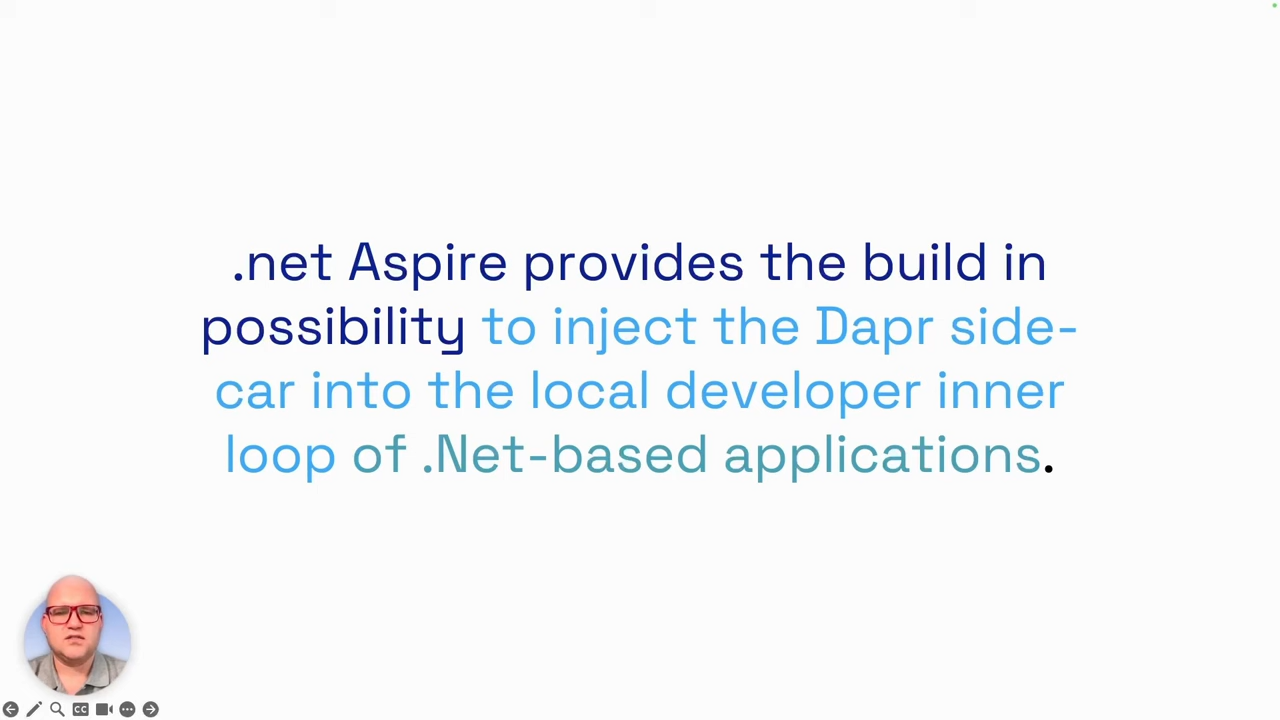 .net Aspire provides the build in
possibility to inject the Dapr side-
car into the local developer inner
loop of .Net-based applications.
CC